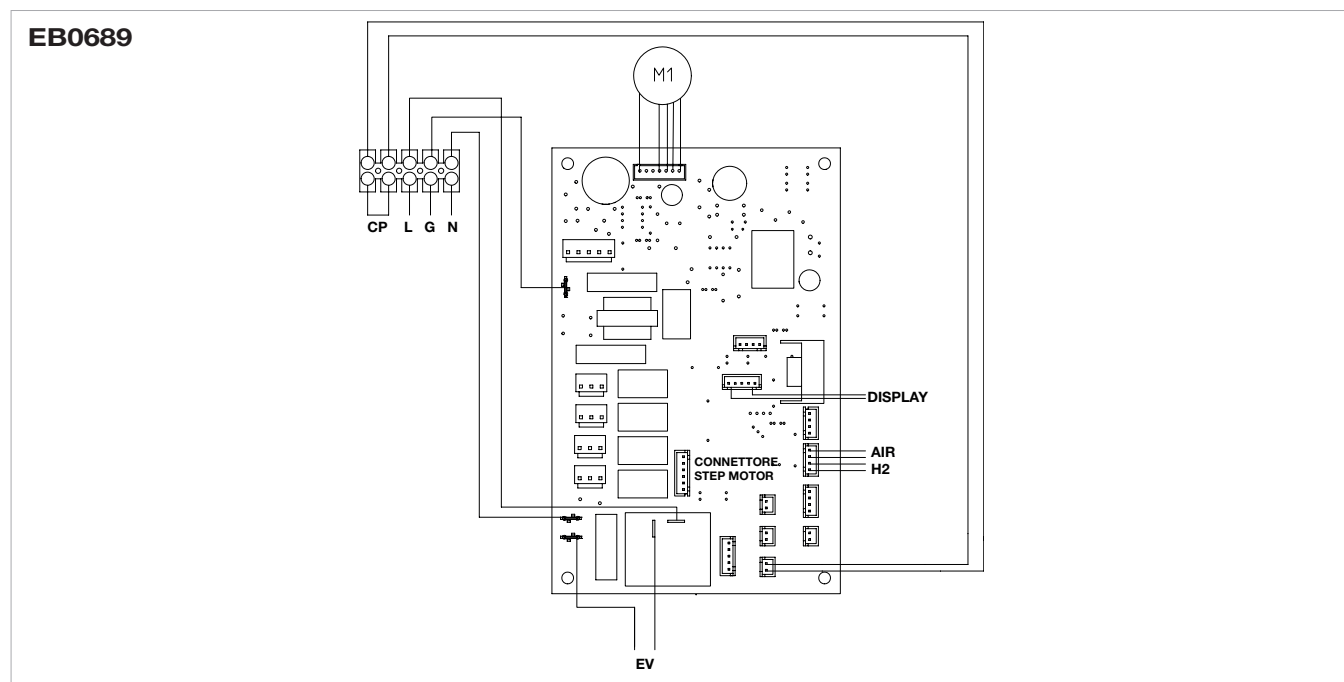 EB0689
M1
CP L G N
DISPLAY
AIR
CONNETTORE
STEP MOTOR
H2
EV